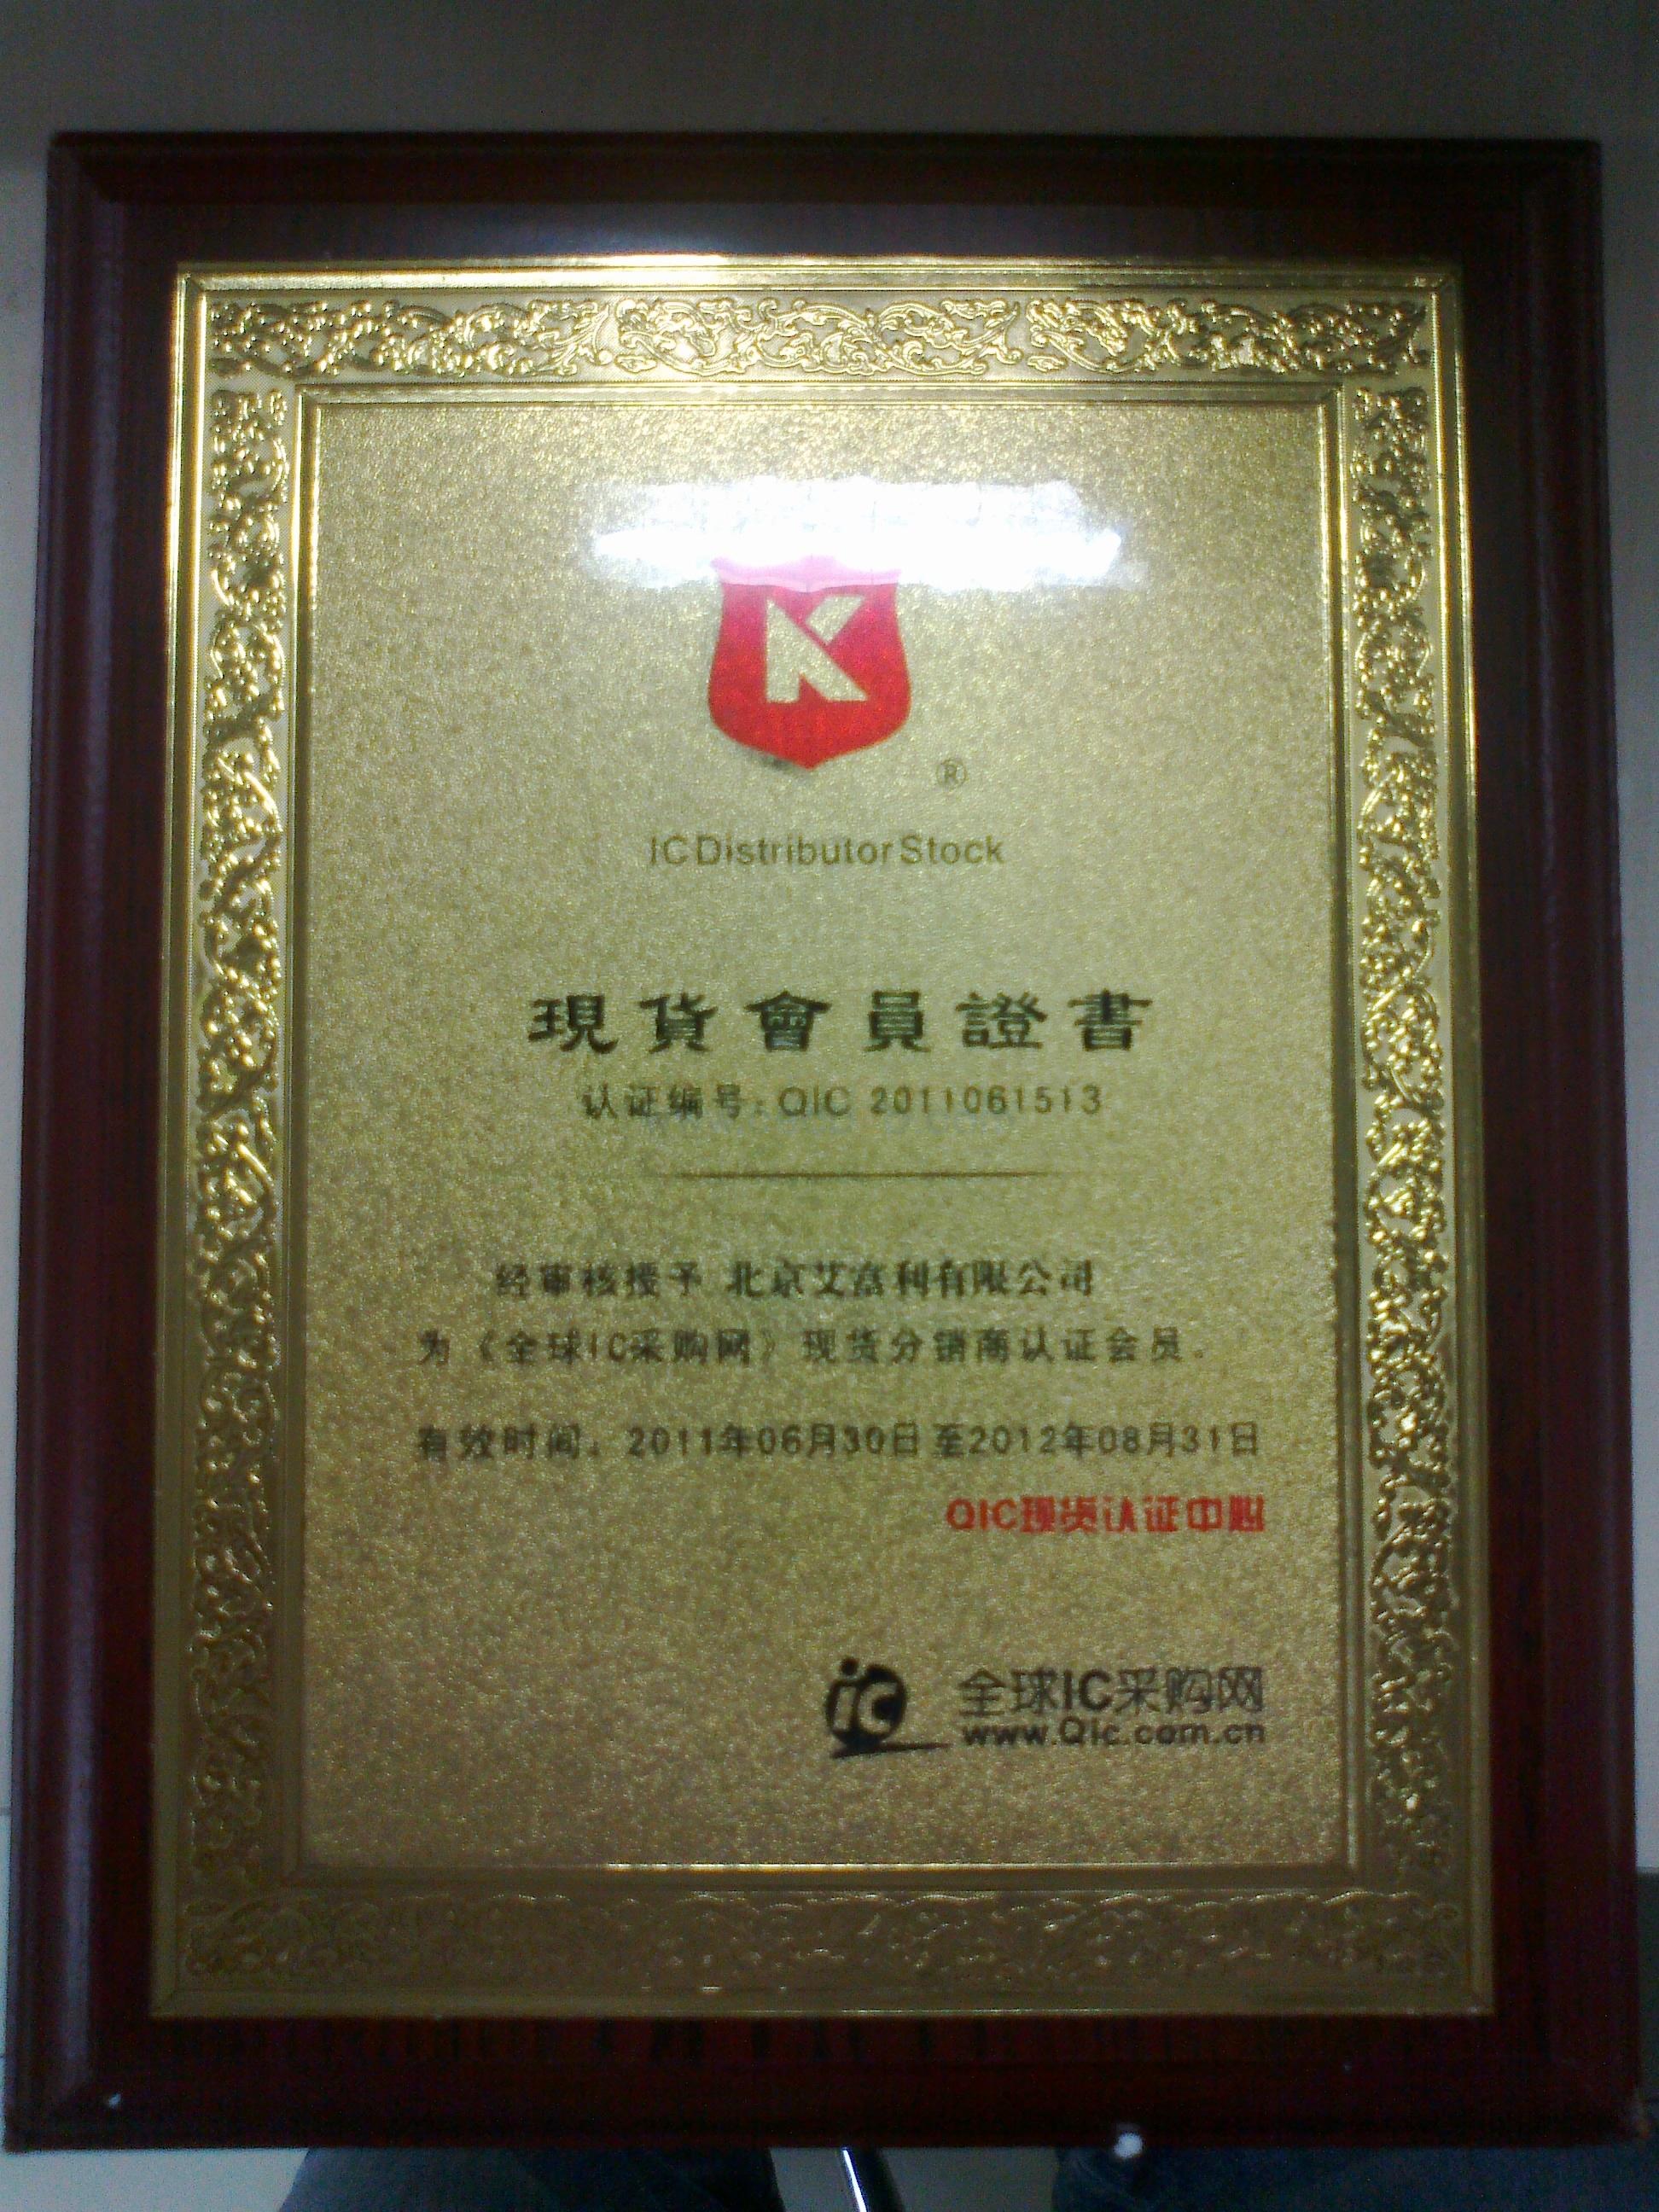 K
®
IC Distributor Stock
現貨會員證書
认证编号：QIC 2011061513
经审核授予 北京艾富利有限公司
为《全球IC采购网》现货分销商认证会员。
有效时间：2011年06月30日至2012年08月31日
QIC现货认证中心
ic 全球IC采购网
www.Qic.com.cn